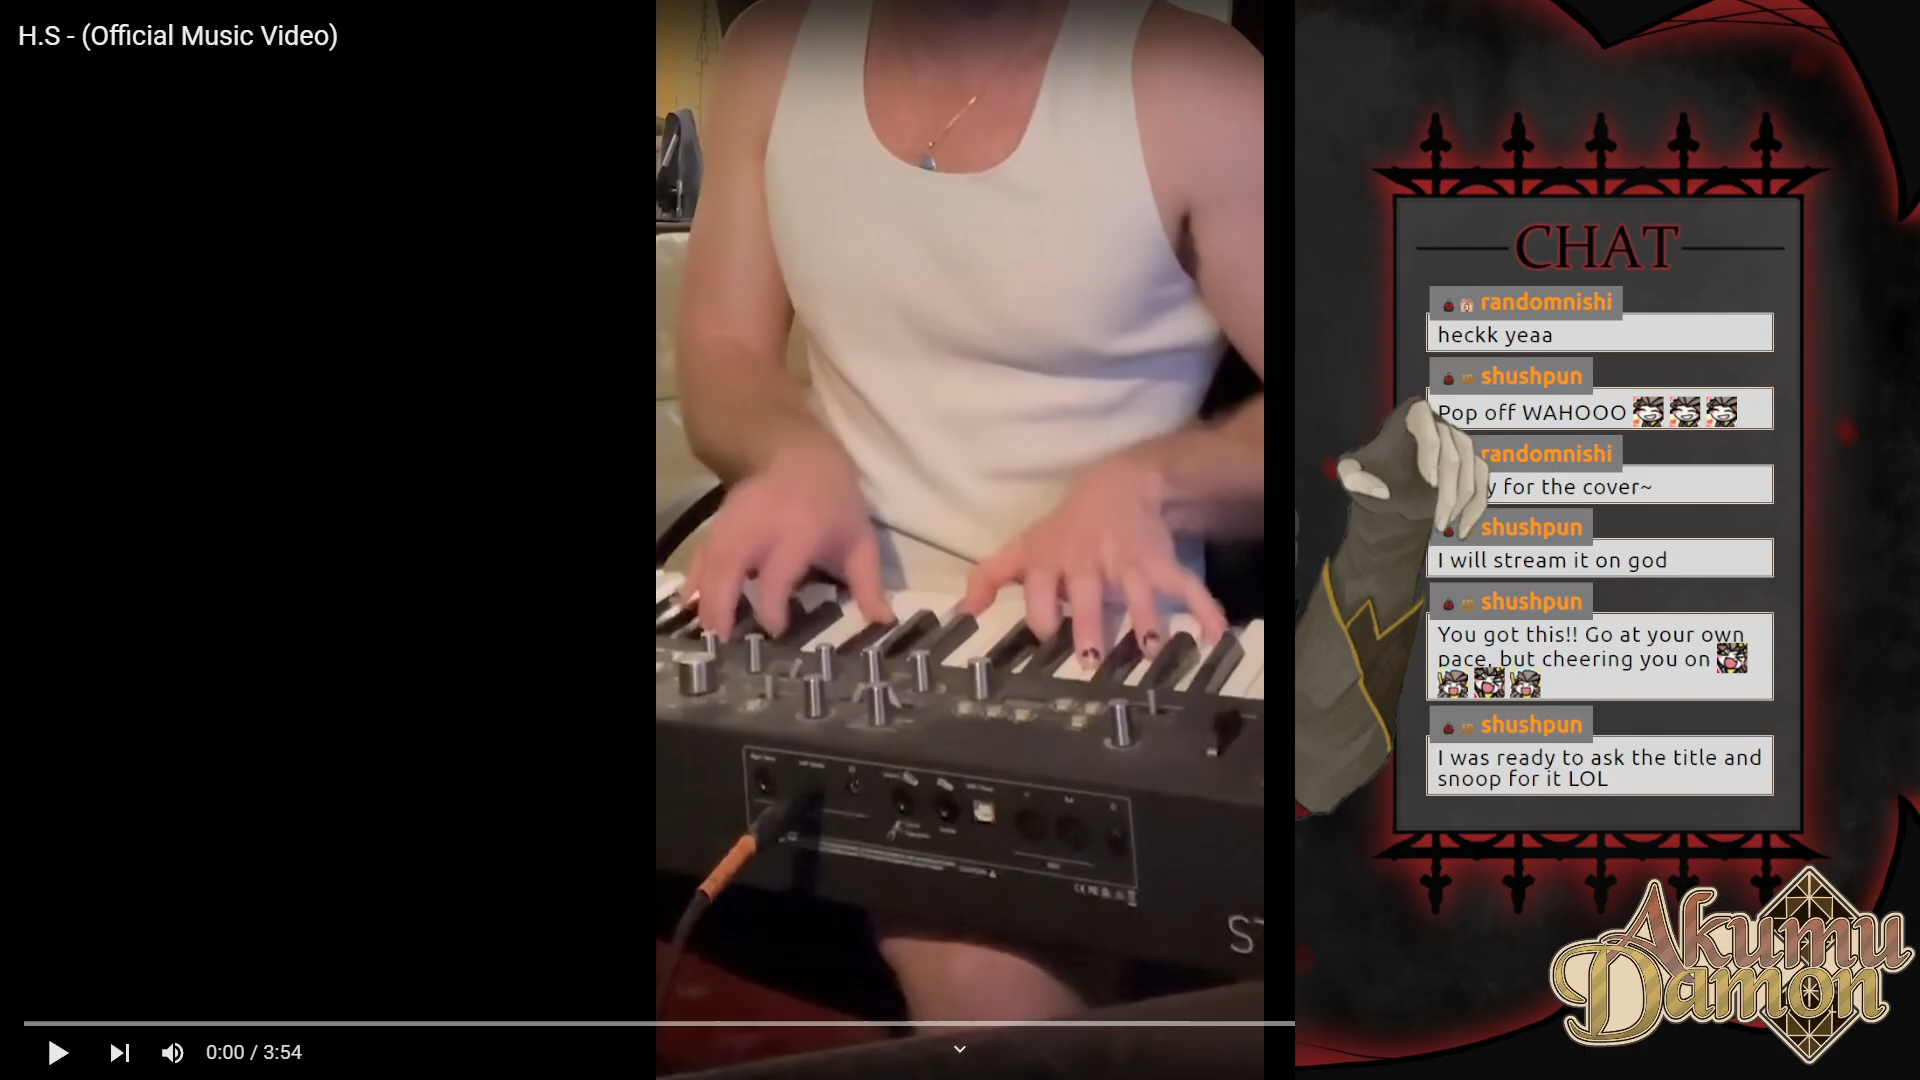 H.S - (Official Music Video)
CHAT
randomnishi
heckk yeaa
shushpun
Pop off WAHOOO
randomnishi
for the cover~
shushpun
I will stream it on god
shushpun
You got this!! Go at your own
pace, but cheering you on
shushpun
I was ready to ask the title and
snoop for it LOL
Akumu
Damon
0:00 / 3:54